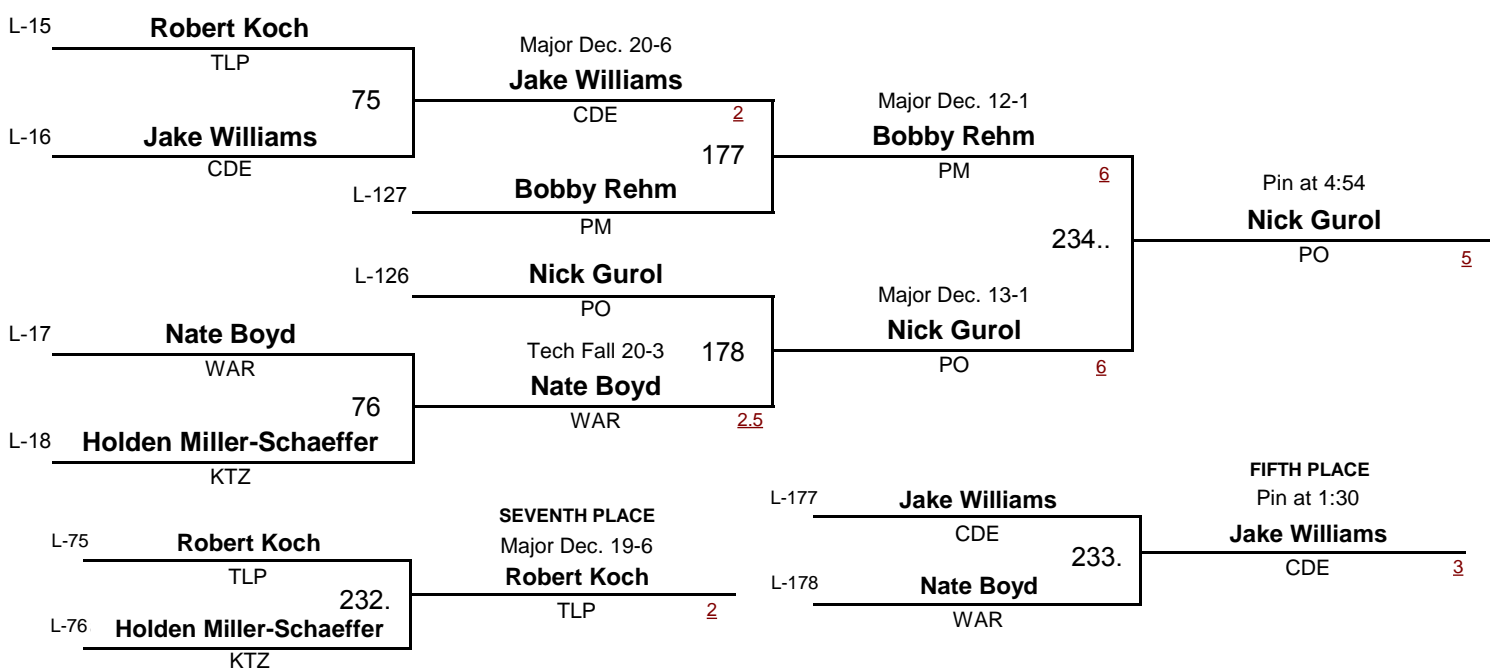 L-15
Robert Koch
TLP
75
L-16
Jake Williams
CDE
Major Dec. 20-6
Jake Williams
CDE
2
177
L-127
Bobby Rehm
PM
Major Dec. 12-1
Bobby Rehm
PM
6
234..
Pin at 4:54
Nick Gurol
PO
5
L-126
Nick Gurol
PO
178
Major Dec. 13-1
Nick Gurol
PO
6
L-17
Nate Boyd
WAR
76
L-18
Holden Miller-Schaeffer
KTZ
Tech Fall 20-3
Nate Boyd
WAR
2.5
L-75
Robert Koch
TLP
232.
L-76
Holden Miller-Schaeffer
KTZ
SEVENTH PLACE
Major Dec. 19-6
Robert Koch
TLP
2
L-177
Jake Williams
CDE
233.
L-178
Nate Boyd
WAR
FIFTH PLACE
Pin at 1:30
Jake Williams
CDE
3